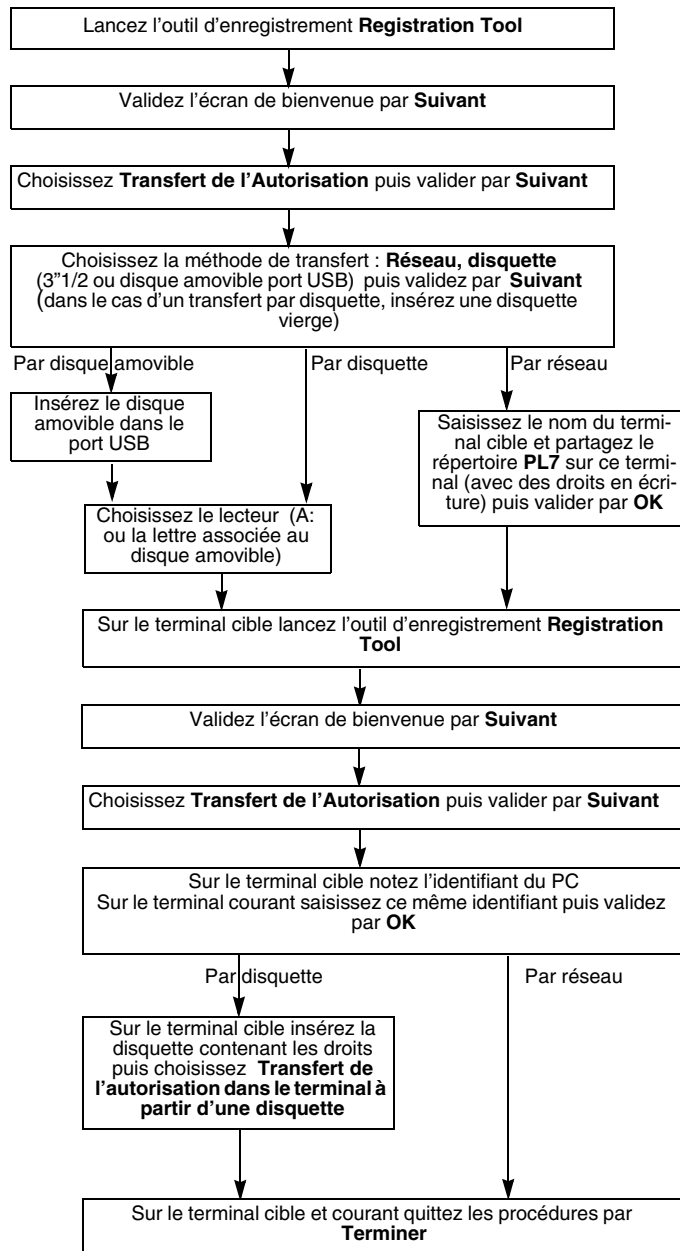 Lancez l'outil d'enregistrement Registration Tool
Validez l'écran de bienvenue par Suivant
Choisissez Transfert de l'Autorisation puis valider par Suivant
Choisissez la méthode de transfert : Réseau, disquette
(3"1/2 ou disque amovible port USB) puis validez par Suivant
(dans le cas d'un transfert par disquette, insérez une disquette
vierge)
Par disque amovible
Par disquette
Par réseau
Insérez le disque
amovible dans le
port USB
Saisissez le nom du termi-
nal cible et partagez le
répertoire PL7 sur ce termi-
nal (avec des droits en écri-
ture) puis valider par OK
Choisissez le lecteur (A:
ou la lettre associée au
disque amovible)
Sur le terminal cible lancez l'outil d'enregistrement Registration
Tool
Validez l'écran de bienvenue par Suivant
Choisissez Transfert de l'Autorisation puis valider par Suivant
Sur le terminal cible notez l'identifiant du PC
Sur le terminal courant saisissez ce même identifiant puis validez
par OK
Par disquette
Par réseau
Sur le terminal cible insérez la
disquette contenant les droits
puis choisissez Transfert de
l'autorisation dans le terminal à
partir d'une disquette
Sur le terminal cible et courant quittez les procédures par
Terminer